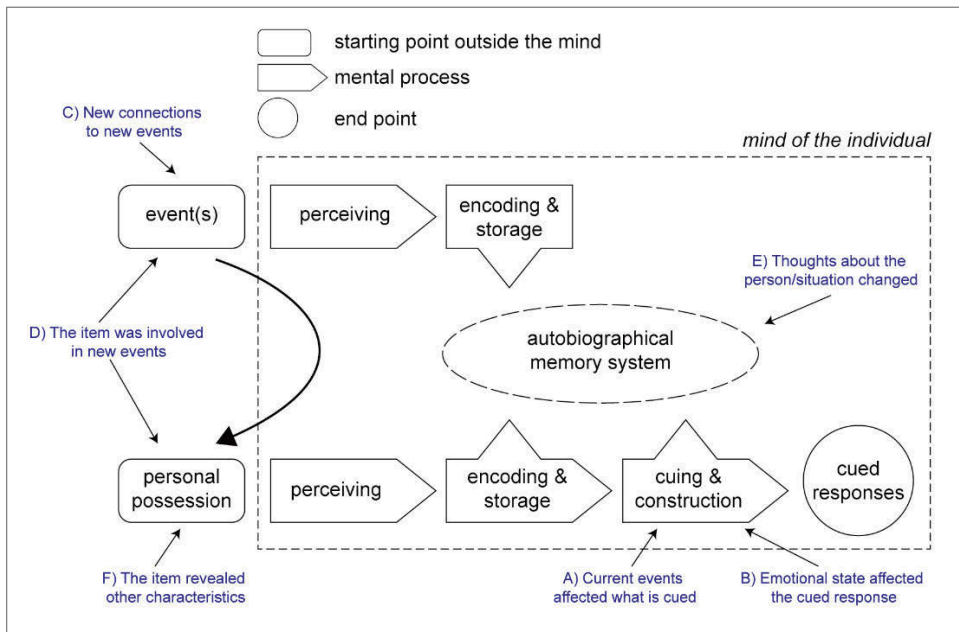 starting point outside the mind
mental process
end point
C) New connections
to new events
mind of the individual
event(s)
perceiving
encoding &
storage
E) Thoughts about the
person/situation changed
D) The item was involved
in new events
autobiographical
memory system
personal
possession
perceiving
encoding &
storage
cuing &
construction
cued
responses
F) The item revealed
other characteristics
A) Current events
affected what is cued
B) Emotional state affected
the cued response